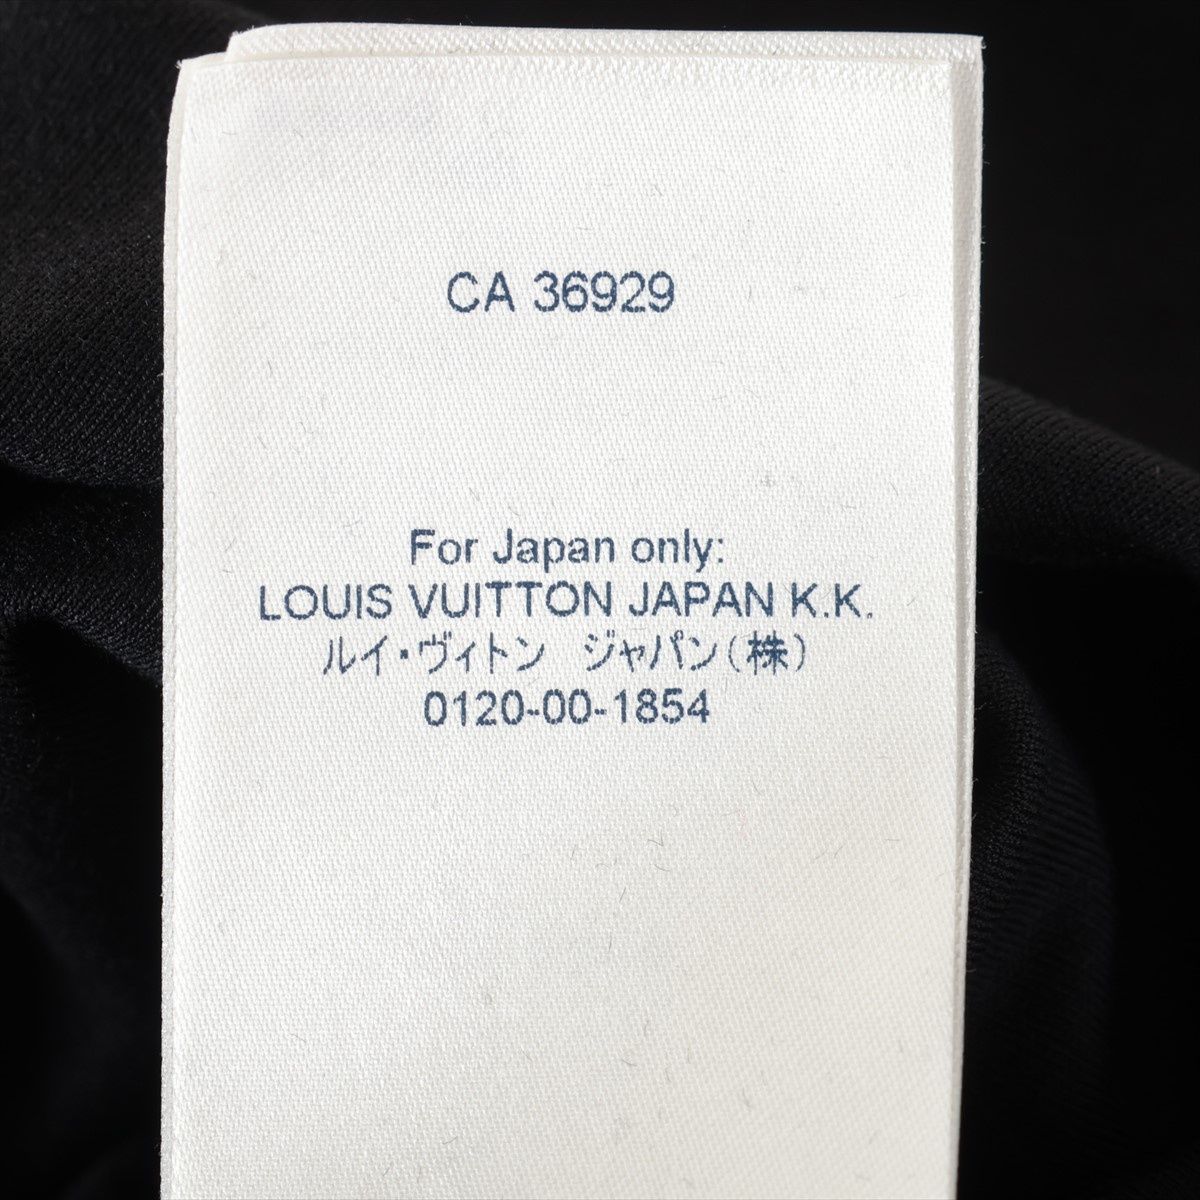 CA 36929
For Japan only:
LOUIS VUITTON JAPAN K.K.
ルイ・ヴィトン ジャパン(株)
0120-00-1854